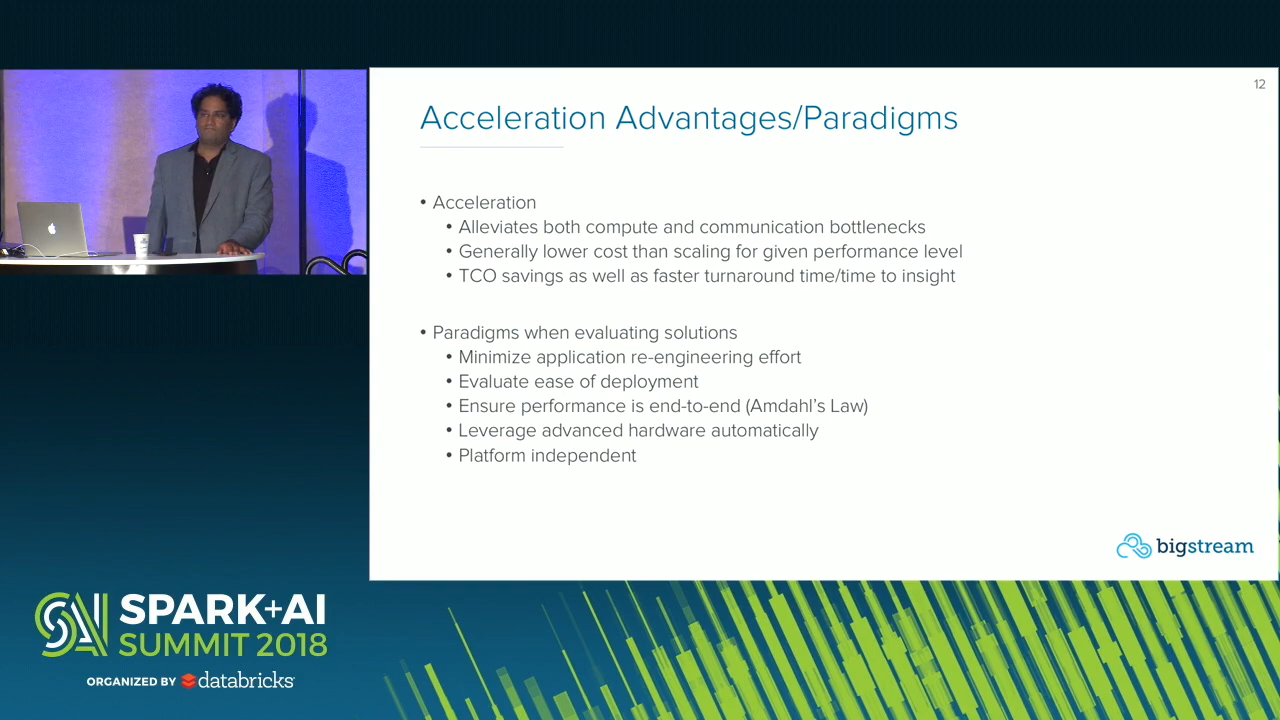 12
Acceleration Advantages/Paradigms
• Acceleration
• Alleviates both compute and communication bottlenecks
• Generally lower cost than scaling for given performance level
• TCO savings as well as faster turnaround time/time to insight
• Paradigms when evaluating solutions
• Minimize application re-engineering effort
• Evaluate ease of deployment
• Ensure performance is end-to-end (Amdahl's Law)
• Leverage advanced hardware automatically
• Platform independent
bigstream
SAI SPARK+AI
SUMMIT 2018
ORGANIZED BY databricks